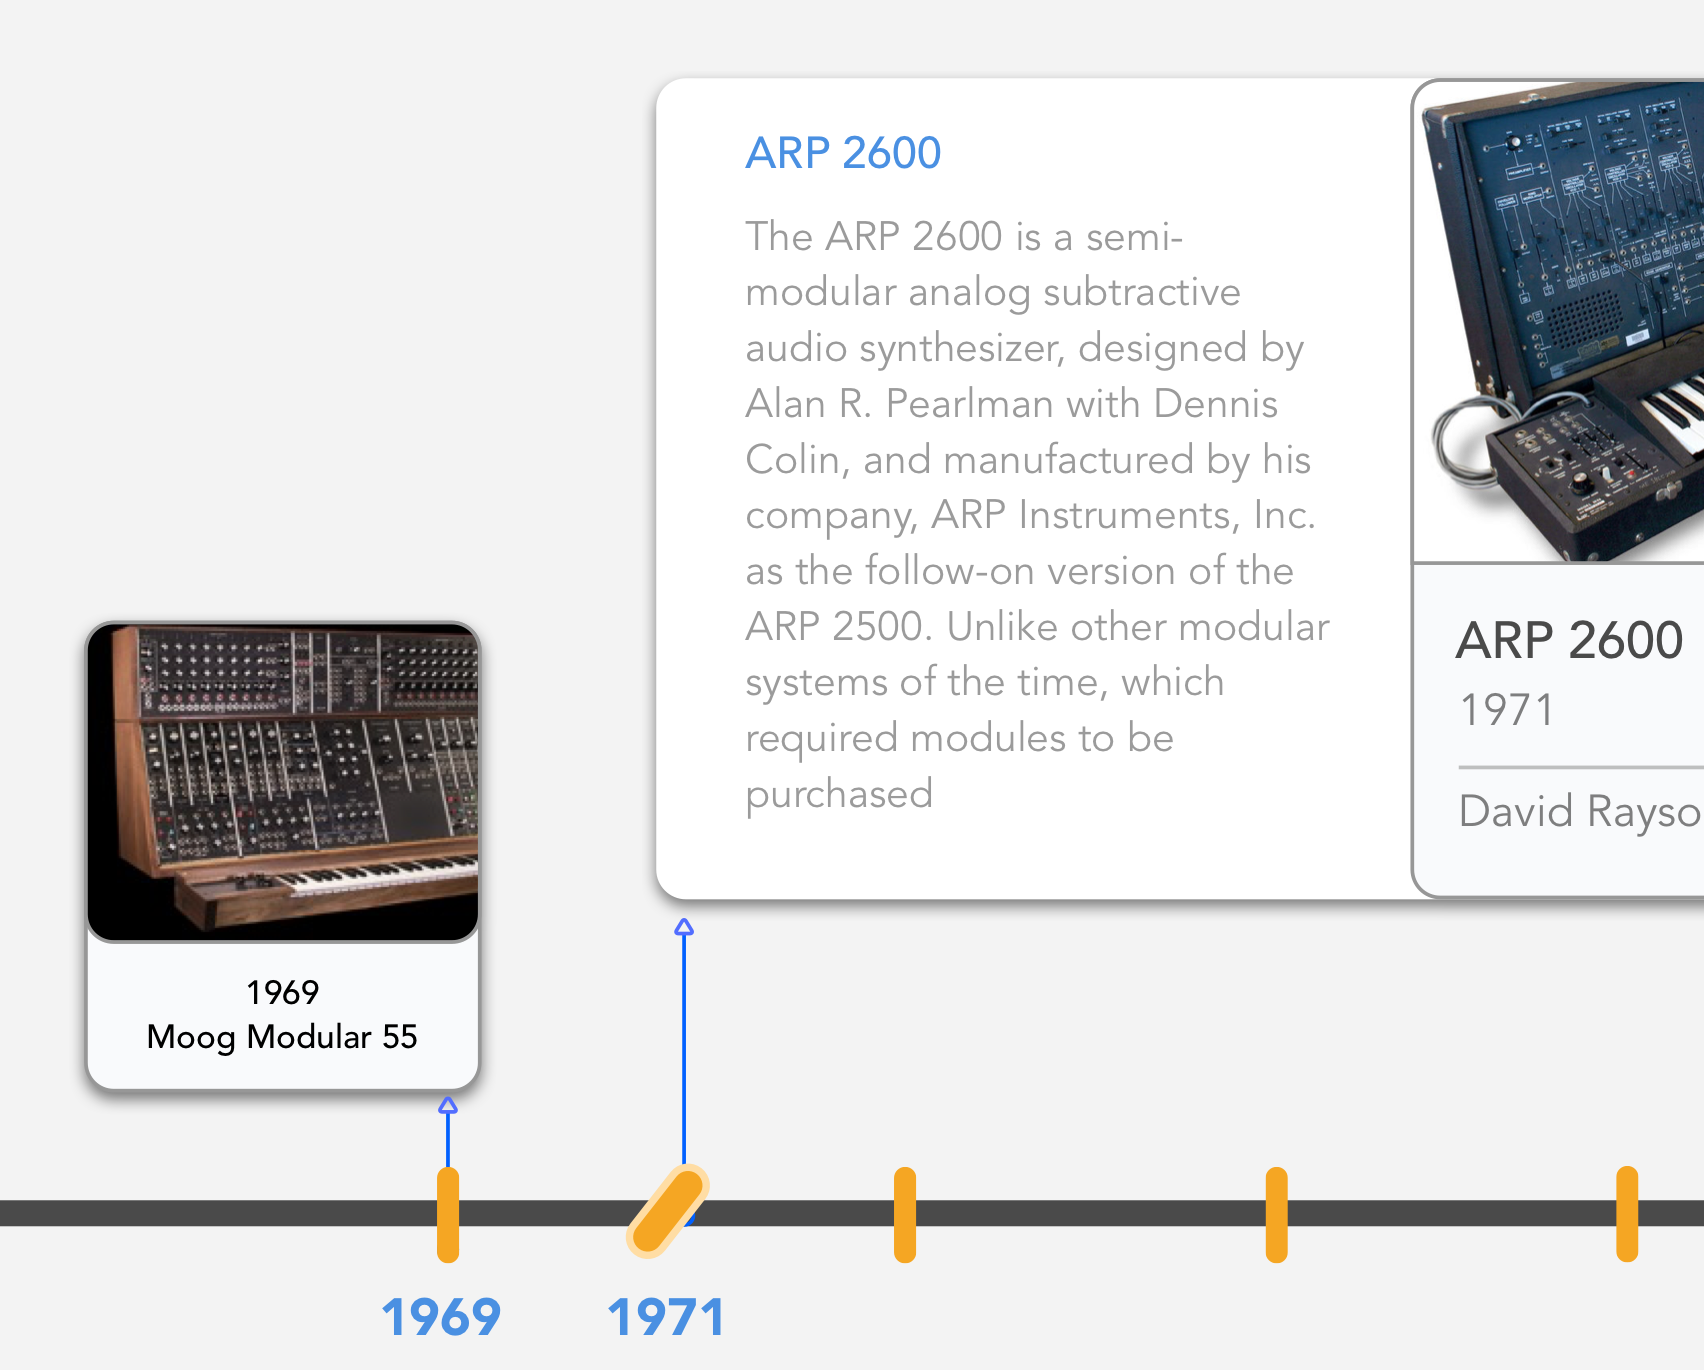 ARP 2600
The ARP 2600 is a semi-
modular analog subtractive
audio synthesizer, designed by
Alan R. Pearlman with Dennis
Colin, and manufactured by his
company, ARP Instruments, Inc.
as the follow-on version of the
ARP 2500. Unlike other modular
systems of the time, which
required modules to be
purchased
ARP 2600
1971
David Rayso
1969
Moog Modular 55
1969
1971